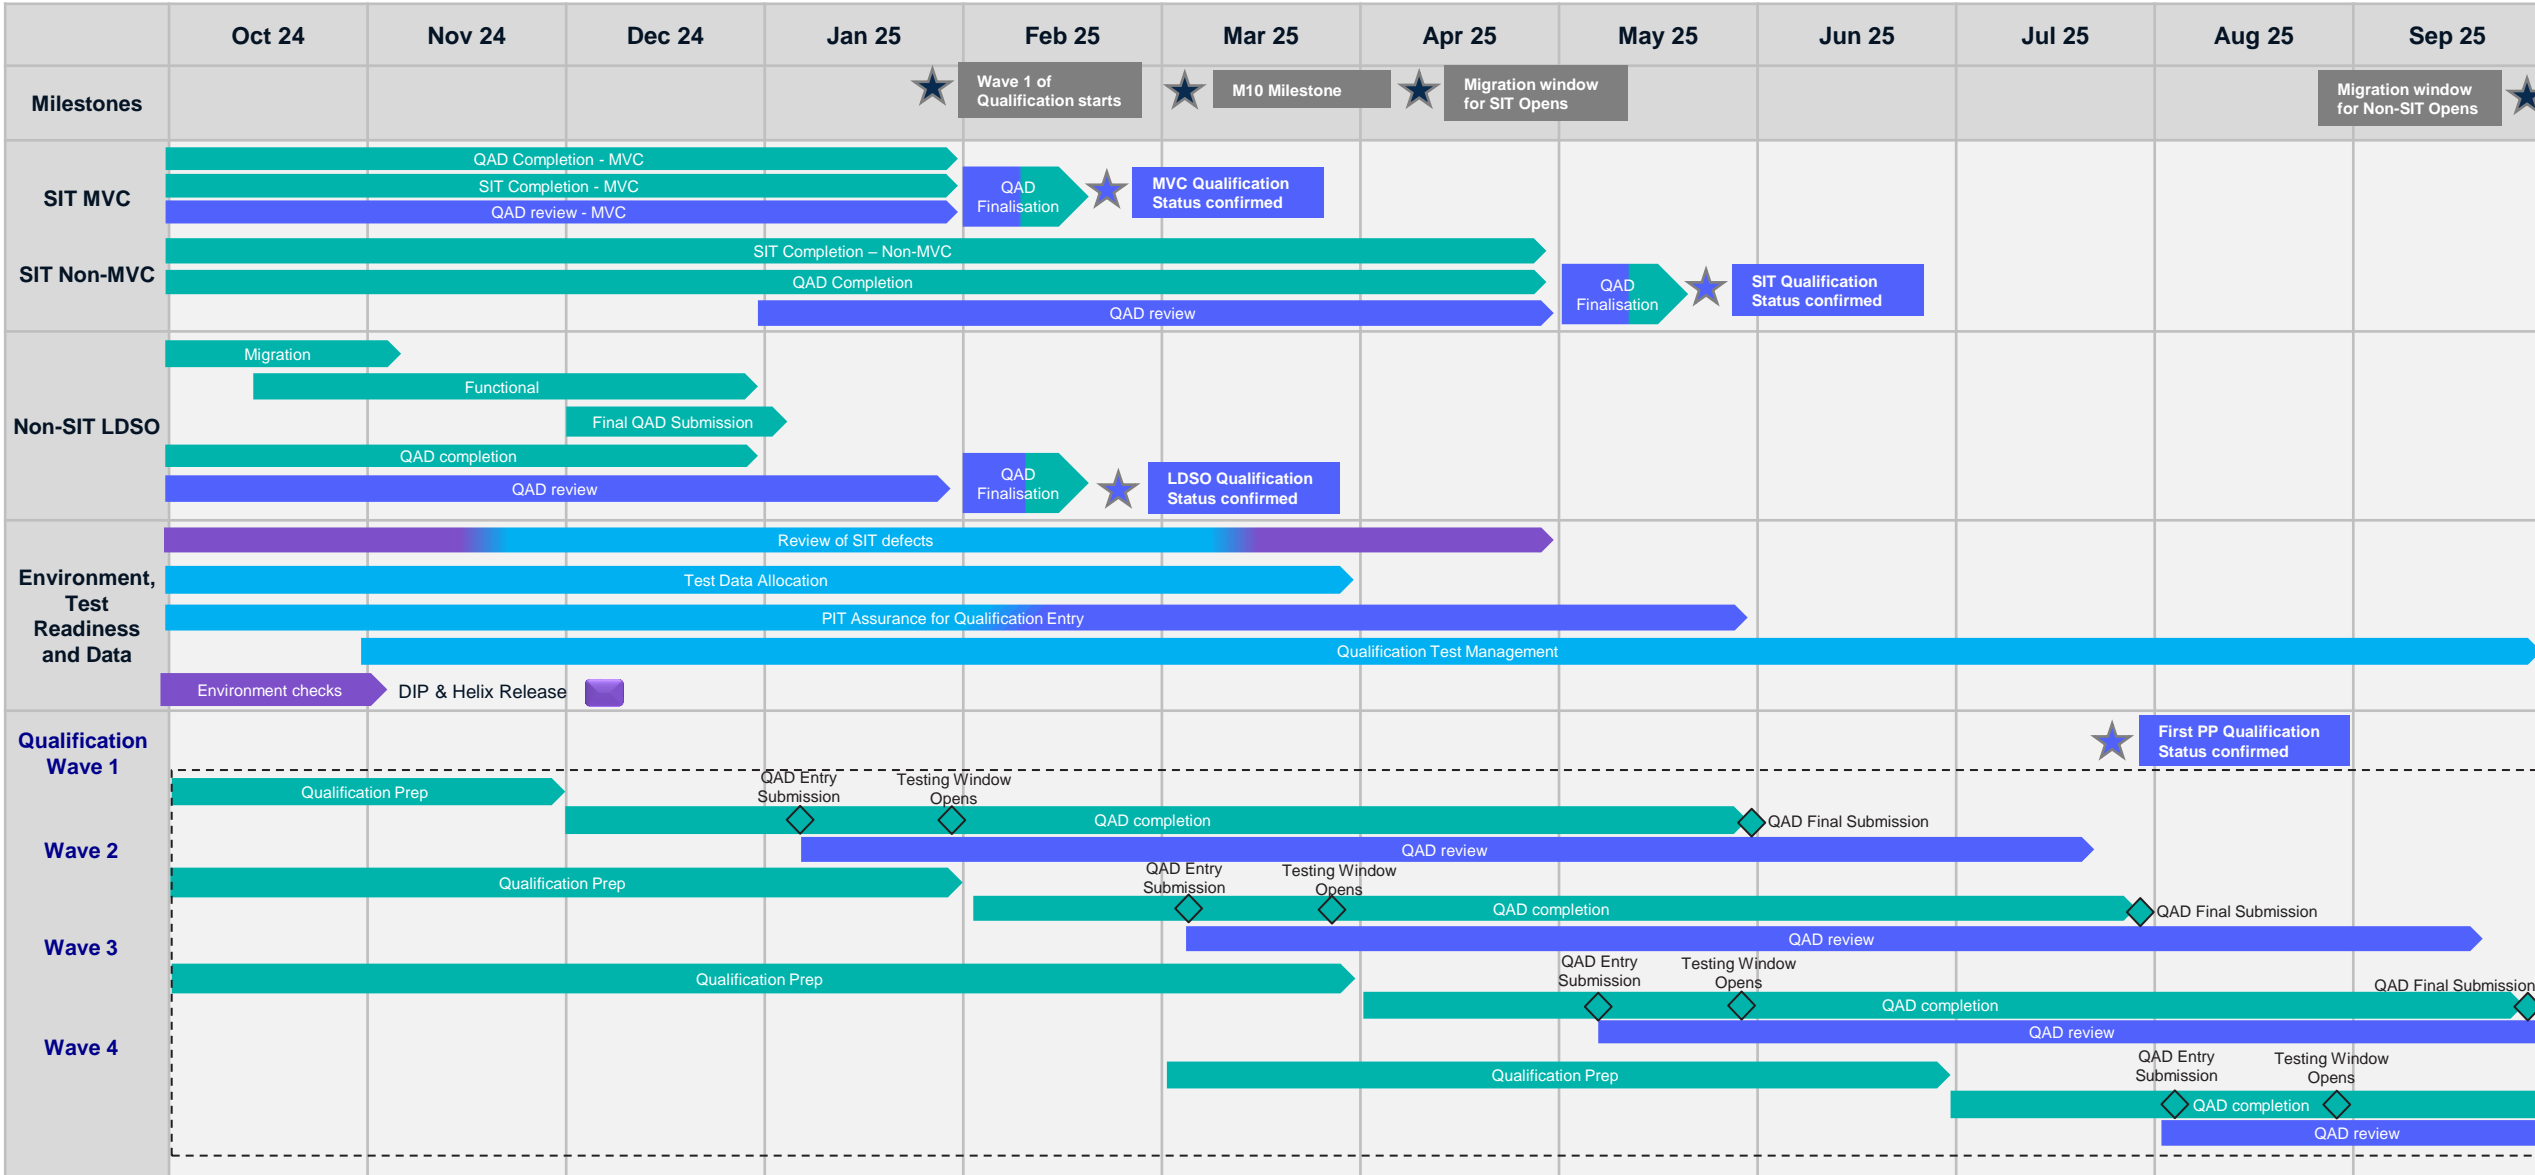 Oct 24
Nov 24
Dec 24
Jan 25
Feb 25
Mar 25
Apr 25
May 25
Jun 25
Jul 25
Aug 25
Sep 25
Milestones
Wave 1 of
Qualification starts
M10 Milestone
Migration window
for SIT Opens
Migration window
for Non-SIT Opens
SIT MVC
QAD Completion - MVC
SIT Completion - MVC
QAD review - MVC
QAD
Finalisation
MVC Qualification
Status confirmed
SIT Non-MVC
SIT Completion – Non-MVC
QAD Completion
QAD review
QAD
Finalisation
SIT Qualification
Status confirmed
Non-SIT LDSO
Migration
Functional
Final QAD Submission
QAD completion
QAD review
QAD
Finalisation
LDSO Qualification
Status confirmed
Environment,
Test
Readiness
and Data
Review of SIT defects
Test Data Allocation
PIT Assurance for Qualification Entry
Qualification Test Management
Environment checks
DIP & Helix Release
Qualification
Wave 1
First PP Qualification
Status confirmed
Qualification Prep
QAD Entry
Submission
Testing Window
Opens
QAD completion
QAD Final Submission
QAD review
Wave 2
Qualification Prep
QAD Entry
Submission
Testing Window
Opens
QAD completion
QAD Final Submission
QAD review
Wave 3
Qualification Prep
QAD Entry
Submission
Testing Window
Opens
QAD completion
QAD Final Submission
QAD review
Wave 4
Qualification Prep
QAD Entry
Submission
Testing Window
Opens
QAD completion
QAD review